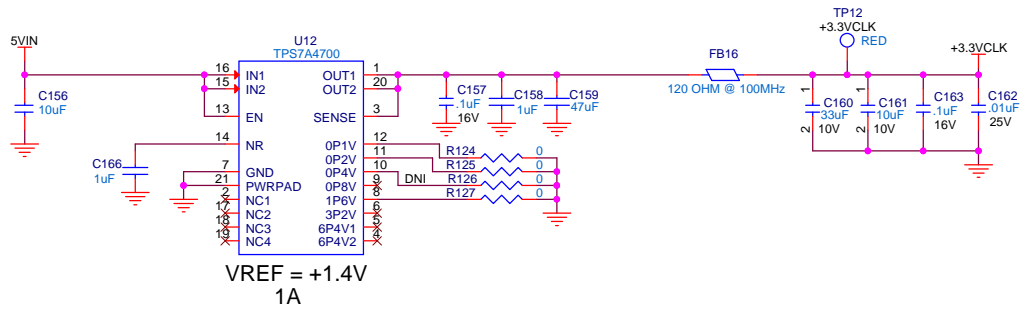 TP12
+3.3VCLK
RED
U12
TPS7A4700
5VIN
FB16
120 OHM @ 100MHz
+3.3VCLK
C156
10uF
16 IN1 OUT1 1
15 IN2 OUT2 20
13 EN SENSE 3
14 NR 0P1V 12
0P2V 11
7 GND 0P4V 10
21 PWRPAD 0P8V 9
2 NC1 1P6V 8
17 NC2 3P2V 6
18 NC3 6P4V1 5
19 NC4 6P4V2 4
C157
.1uF
16V
C158
1uF
C159
47uF
1
C160
33uF
2 10V
1
C161
10uF
2 10V
C163
.1uF
16V
C162
.01uF
25V
C166
1uF
R124 0
R125 0
DNI R126 0
R127 0
VREF = +1.4V
1A